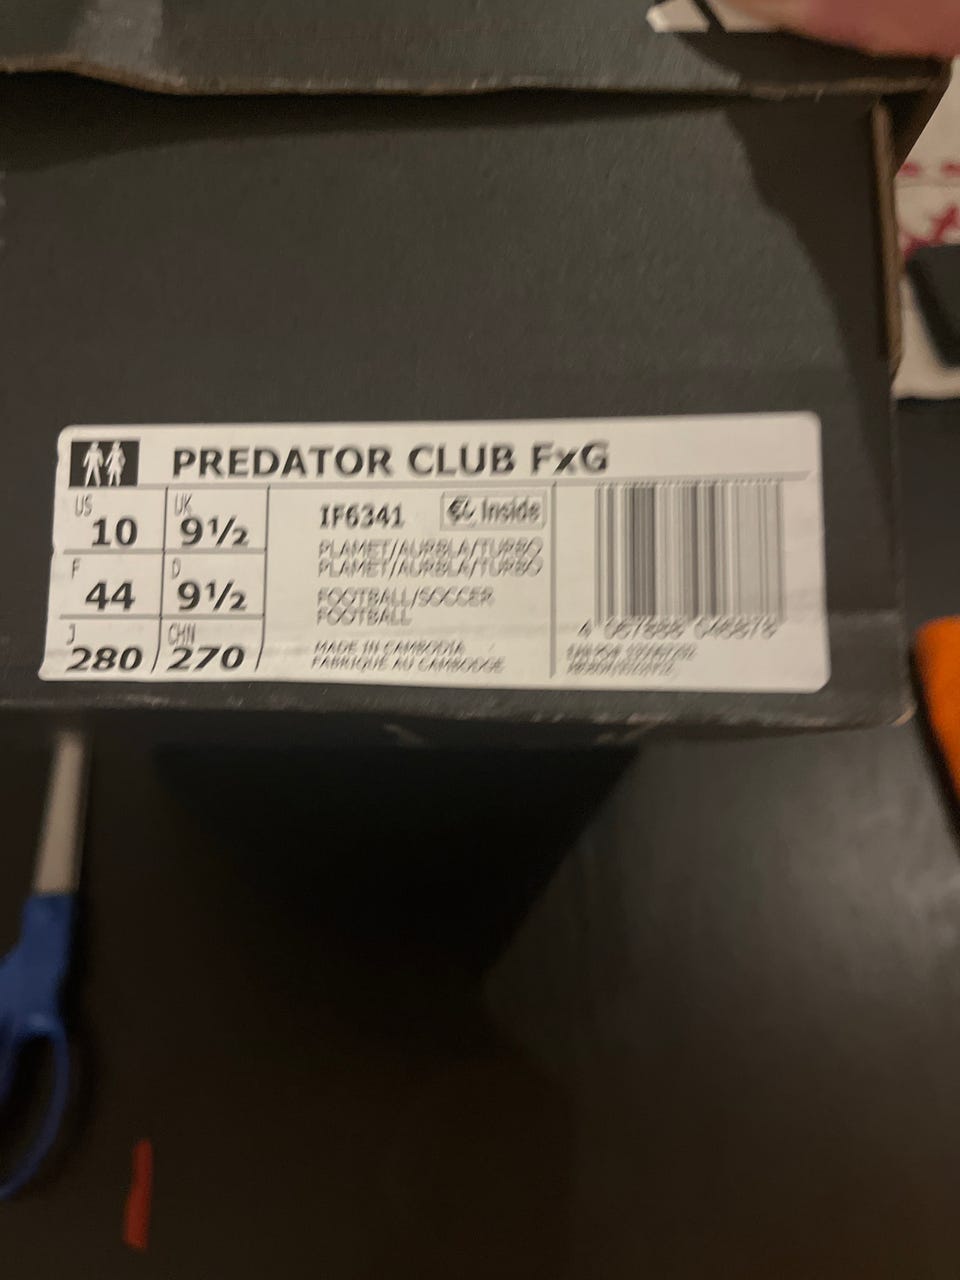 PREDATOR CLUB FxG
US 10 UK 9½
F 44 D 9½
J 280 CHN 270
IF6341 Inside
PLAMET/AURBLA/TURBO
PLAMET/AURBLA/TURBO
FOOTBALL/SOCCER
FOOTBALL
MADE IN CAMBODIA
FABRIQUÉ AU CAMBODGE